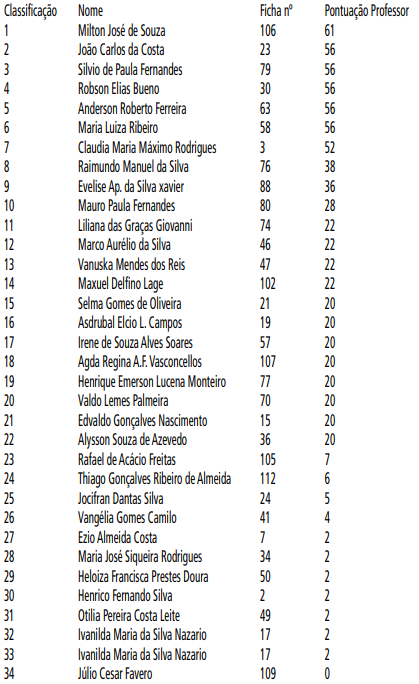 Classificação Nome Ficha nº Pontuação Professor
1 Milton José de Souza 106 61
2 João Carlos da Costa 23 56
3 Silvio de Paula Fernandes 79 56
4 Robson Elias Bueno 30 56
5 Anderson Roberto Ferreira 63 56
6 Maria Luiza Ribeiro 58 56
7 Claudia Maria Máximo Rodrigues 3 52
8 Raimundo Manuel da Silva 76 38
9 Evelise Ap. da Silva xavier 88 36
10 Mauro Paula Fernandes 80 28
11 Liliana das Graças Giovanni 74 22
12 Marco Aurélio da Silva 46 22
13 Vanuska Mendes dos Reis 47 22
14 Maxuel Delfino Lage 102 22
15 Selma Gomes de Oliveira 21 20
16 Asdrubal Elcio L. Campos 19 20
17 Irene de Souza Alves Soares 57 20
18 Agda Regina A.F. Vasconcellos 107 20
19 Henrique Emerson Lucena Monteiro 77 20
20 Valdo Lemes Palmeira 70 20
21 Edvaldo Gonçalves Nascimento 15 20
22 Alysson Souza de Azevedo 36 20
23 Rafael de Acácio Freitas 105 7
24 Thiago Gonçalves Ribeiro de Almeida 112 6
25 Jocifran Dantas Silva 24 5
26 Vangélia Gomes Camilo 41 4
27 Ezio Almeida Costa 7 2
28 Maria José Siqueira Rodrigues 34 2
29 Heloiza Francisca Prestes Doura 50 2
30 Henrico Fernando Silva 2 2
31 Otilia Pereira Costa Leite 49 2
32 Ivanilda Maria da Silva Nazario 17 2
33 Ivanilda Maria da Silva Nazario 17 2
34 Júlio Cesar Favero 109 0